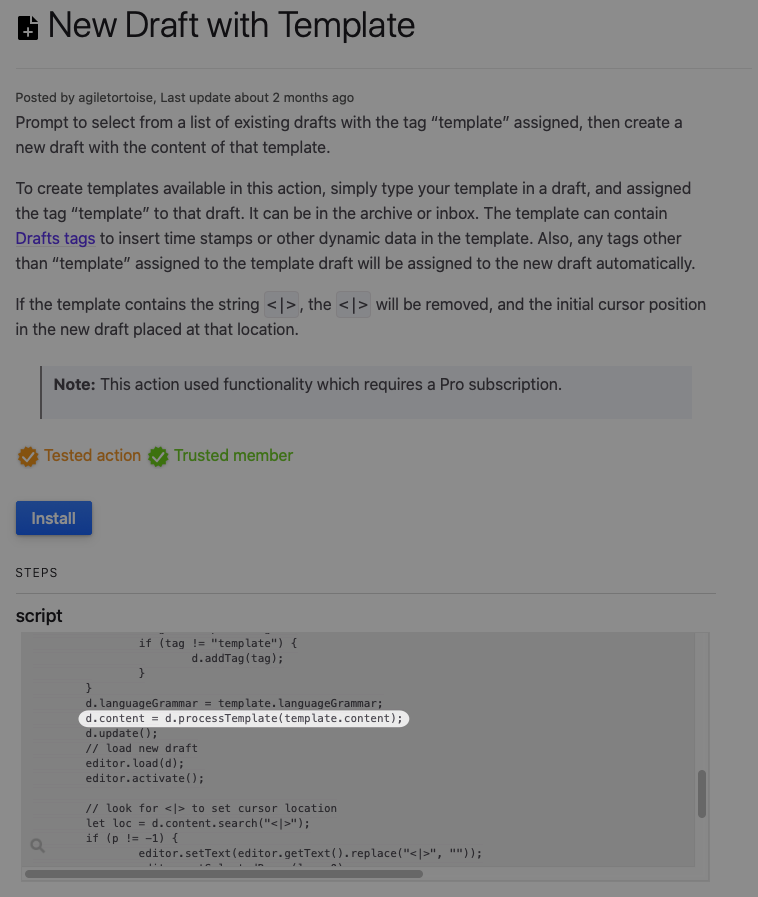 New Draft with Template
Posted by agiletortoise, Last update about 2 months ago
Prompt to select from a list of existing drafts with the tag “template” assigned, then create a
new draft with the content of that template.
To create templates available in this action, simply type your template in a draft, and assigned
the tag “template” to that draft. It can be in the archive or inbox. The template can contain
Drafts tags to insert time stamps or other dynamic data in the template. Also, any tags other
than “template” assigned to the template draft will be assigned to the new draft automatically.
If the template contains the string <|>, the <|> will be removed, and the initial cursor position
in the new draft placed at that location.
Note: This action used functionality which requires a Pro subscription.
Tested action Trusted member
Install
STEPS
script
if (tag != "template") {
d.addTag(tag);
}
}
d.languageGrammar = template.languageGrammar;
d.content = d.processTemplate(template.content);
d.update();
// load new draft
editor.load(d);
editor.activate();
// look for <|> to set cursor location
let loc = d.content.search("<|>");
if (p != -1) {
editor.setText(editor.getText().replace("<|>", ""));